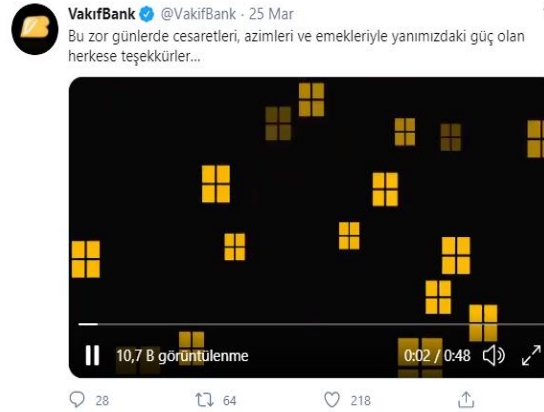 VakıfBank @VakifBank · 25 Mar
Bu zor günlerde cesaretleri, azimleri ve emekleriyle yanımızdaki güç olan
herkese teşekkürler...
10,7 B görüntülenme 0:02 / 0:48
28 64 218